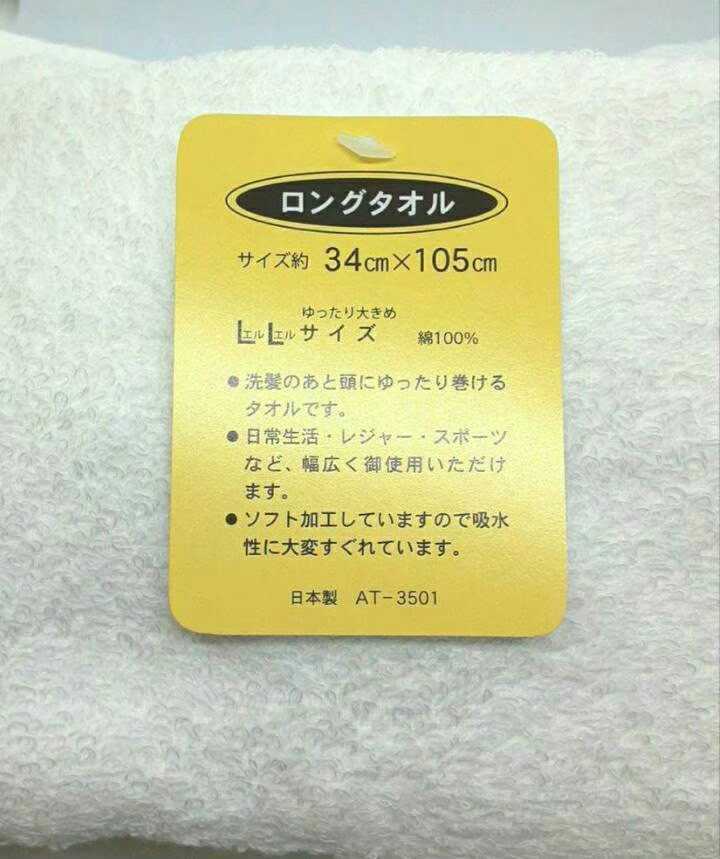 ロングタオル
サイズ約 34cm×105cm
ゆったり大きめ
LエルLエルサイズ 綿100%
●洗髪のあと頭にゆったり巻ける
タオルです。
●日常生活・レジャー・スポーツ
など、幅広く御使用いただけ
ます。
●ソフト加工していますので吸水
性に大変すぐれています。
日本製 AT-3501